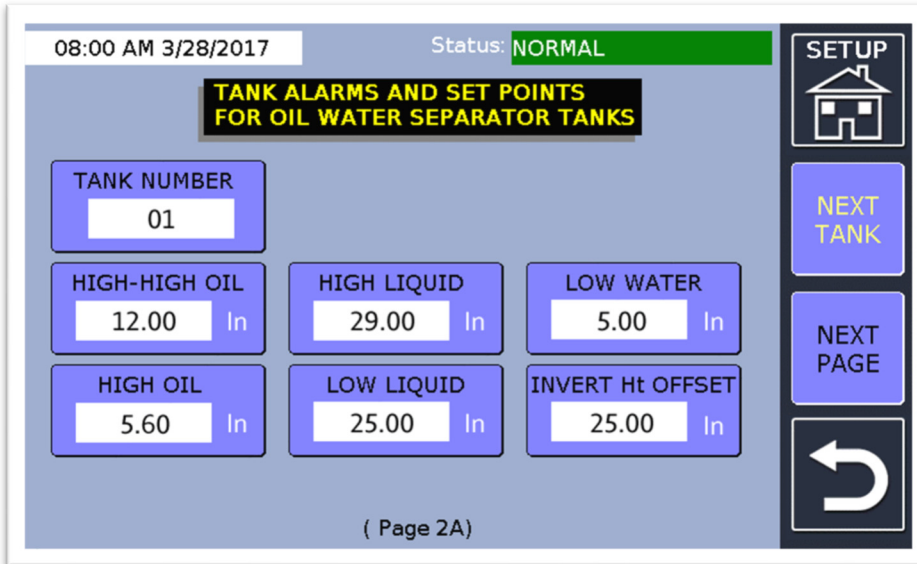 08:00 AM 3/28/2017
Status: NORMAL
SETUP
TANK ALARMS AND SET POINTS
FOR OIL WATER SEPARATOR TANKS
TANK NUMBER
01
NEXT
TANK
HIGH-HIGH OIL
12.00 In
HIGH LIQUID
29.00 In
LOW WATER
5.00 In
NEXT
PAGE
HIGH OIL
5.60 In
LOW LIQUID
25.00 In
INVERT Ht OFFSET
25.00 In
( Page 2A)